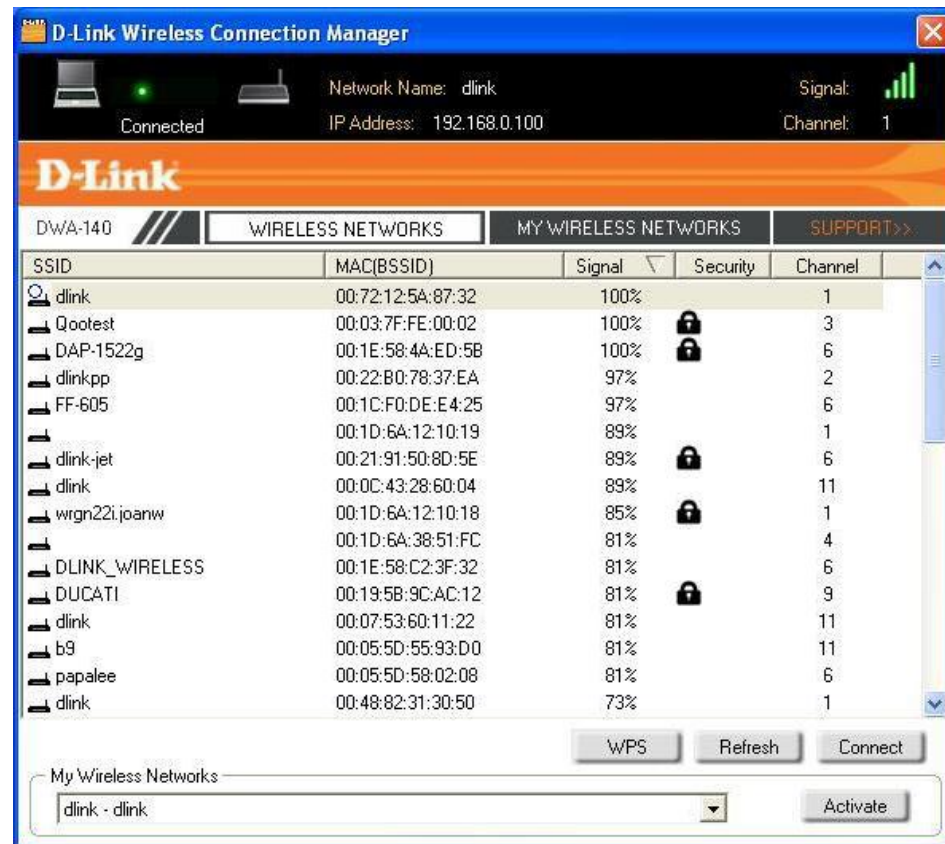 D-Link Wireless Connection Manager
Network Name: dlink Signal:
Connected IP Address: 192.168.0.100 Channel: 1
D-Link
DWA-140 WIRELESS NETWORKS MY WIRELESS NETWORKS SUPPORT>>
SSID MAC(BSSID) Signal Security Channel
dlink 00:72:12:5A:87:32 100% 1
Qootest 00:03:7F:FE:00:02 100% 3
DAP-1522g 00:1E:58:4A:ED:5B 100% 6
dlinkpp 00:22:B0:78:37:EA 97% 2
FF-605 00:1C:F0:DE:E4:25 97% 6
00:1D:6A:12:10:19 89% 1
dlink-jet 00:21:91:50:8D:5E 89% 6
dlink 00:0C:43:28:60:04 89% 11
wrgn22i.joanw 00:1D:6A:12:10:18 85% 1
00:1D:6A:38:51:FC 81% 4
DLINK_WIRELESS 00:1E:58:C2:3F:32 81% 6
DUCATI 00:19:5B:9C:AC:12 81% 9
dlink 00:07:53:60:11:22 81% 11
b9 00:05:5D:55:93:D0 81% 11
papalee 00:05:5D:58:02:08 81% 6
dlink 00:48:82:31:30:50 73% 1
WPS Refresh Connect
My Wireless Networks
dlink - dlink Activate